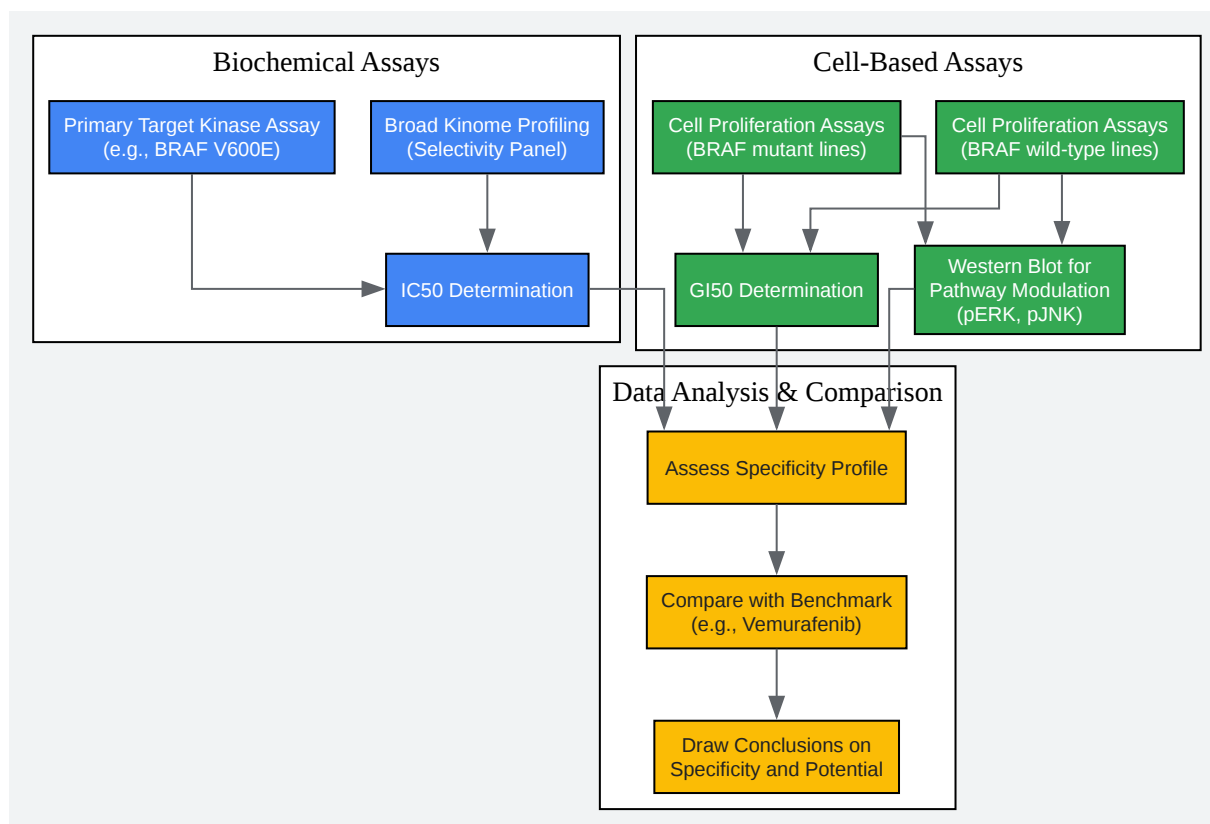 Biochemical Assays
Primary Target Kinase Assay
(e.g., BRAF V600E)
Broad Kinome Profiling
(Selectivity Panel)
IC50 Determination
Cell-Based Assays
Cell Proliferation Assays
(BRAF mutant lines)
Cell Proliferation Assays
(BRAF wild-type lines)
GI50 Determination
Western Blot for
Pathway Modulation
(pERK, pJNK)
Data Analysis & Comparison
Assess Specificity Profile
Compare with Benchmark
(e.g., Vemurafenib)
Draw Conclusions on
Specificity and Potential